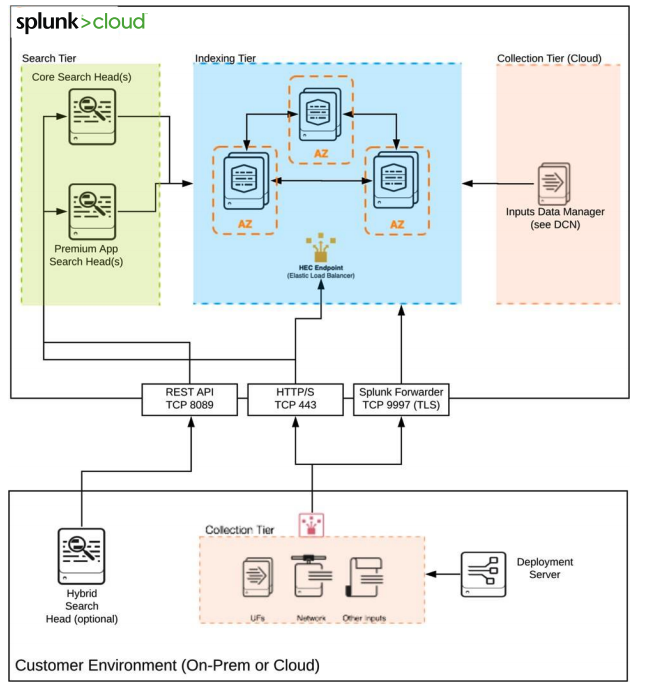 splunk>cloud
Search Tier
Indexing Tier
Collection Tier (Cloud)
Core Search Head(s)
AZ
AZ
AZ
Inputs Data Manager
(see DCN)
Premium App
Search Head(s)
HEC Endpoint
(Elastic Load Balancer)
REST API
TCP 8089
HTTP/S
TCP 443
Splunk Forwarder
TCP 9997 (TLS)
Collection Tier
Deployment
Server
Hybrid
Search
Head (optional)
UFs
Network
Other Inputs
Customer Environment (On-Prem or Cloud)